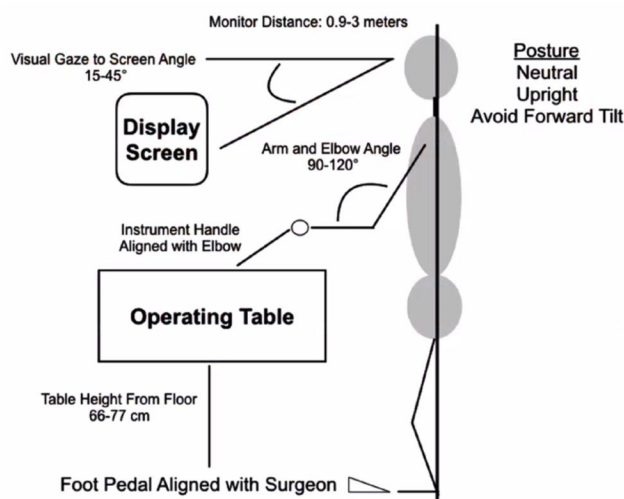 Monitor Distance: 0.9-3 meters
Posture
Neutral
Upright
Avoid Forward Tilt
Visual Gaze to Screen Angle
15-45°
Display
Screen
Arm and Elbow Angle
90-120°
Instrument Handle
Aligned with Elbow
Operating Table
Table Height From Floor
66-77 cm
Foot Pedal Aligned with Surgeon